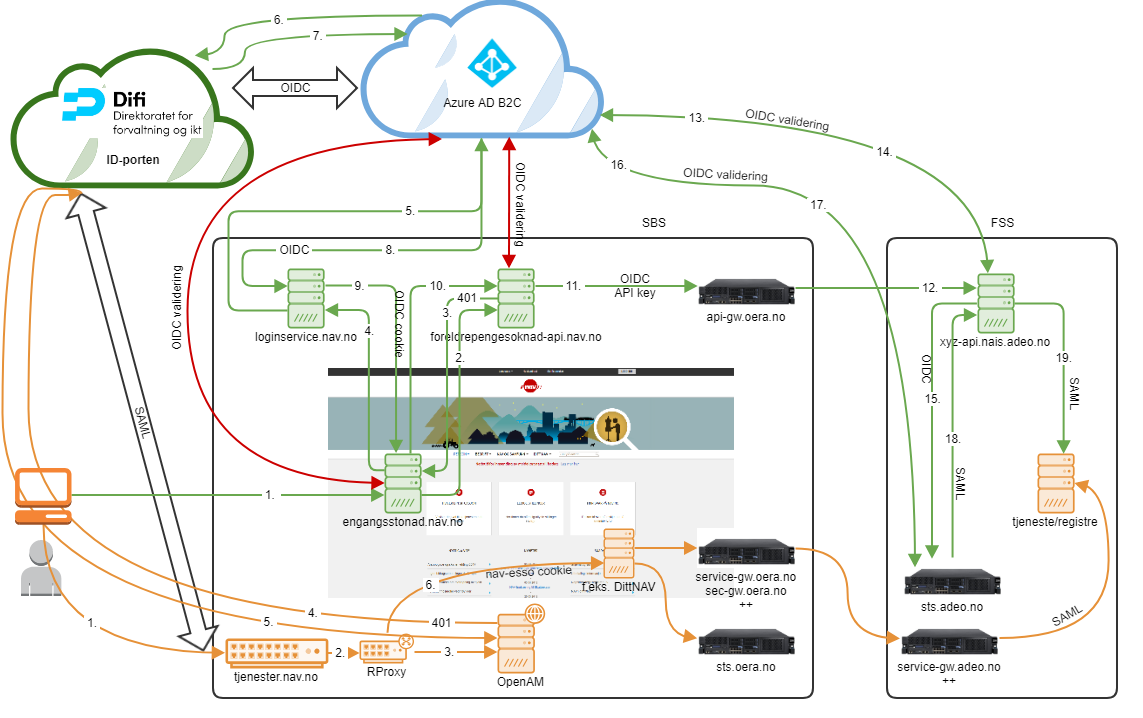 6.
7.
Difi
Direktoratet for
forvaltning og ikt
ID-porten
OIDC
Azure AD B2C
13.
OIDC validering
14.
16.
OIDC validering
17.
OIDC validering
5.
SBS
FSS
OIDC
8.
9.
10.
401
3.
11.
OIDC
API key
12.
api-gw.oera.no
OIDC validering
OIDC cookie
4.
2.
loginservice.nav.no
foreldrepengesoknad-api.nav.no
xyz-api.nais.adeo.no
OIDC
15.
19.
SAML
18.
SAML
SAML
1.
engangsstonad.nav.no
tjeneste/registre
nav-esso cookie
6.
f.eks. DittNAV
service-gw.oera.no
sec-gw.oera.no
++
sts.adeo.no
4.
401
5.
1.
2.
3.
tjenester.nav.no
RProxy
OpenAM
sts.oera.no
SAML
service-gw.adeo.no
++